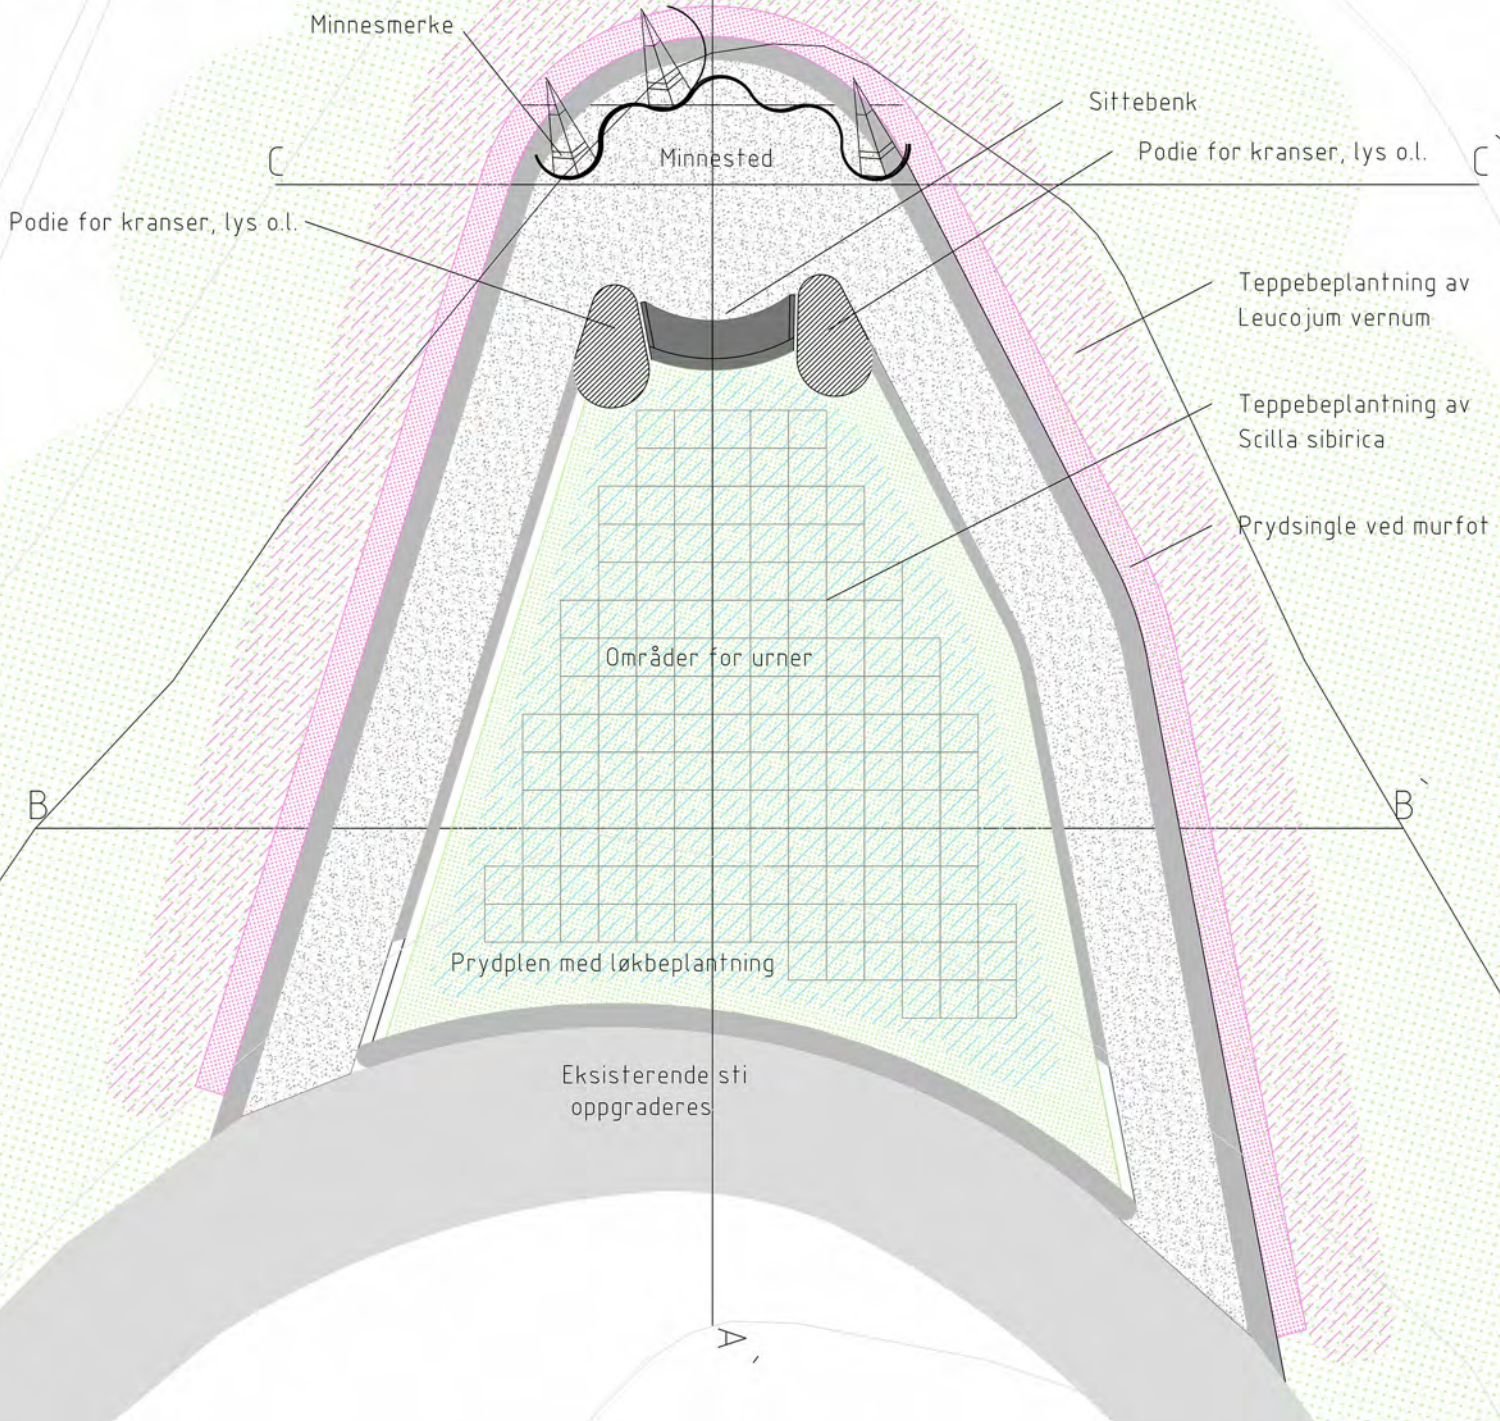 Minnesmerke
Sittebenk
Podie for kranser, lys o.l.
C
Minnested
C`
Podie for kranser, lys o.l.
Teppebeplantning av
Leucojum vernum
Teppebeplantning av
Scilla sibirica
Prydsingle ved murfot
Områder for urner
B
B`
Prydplen med løkbeplantning
Eksisterende sti
oppgraderes
A`